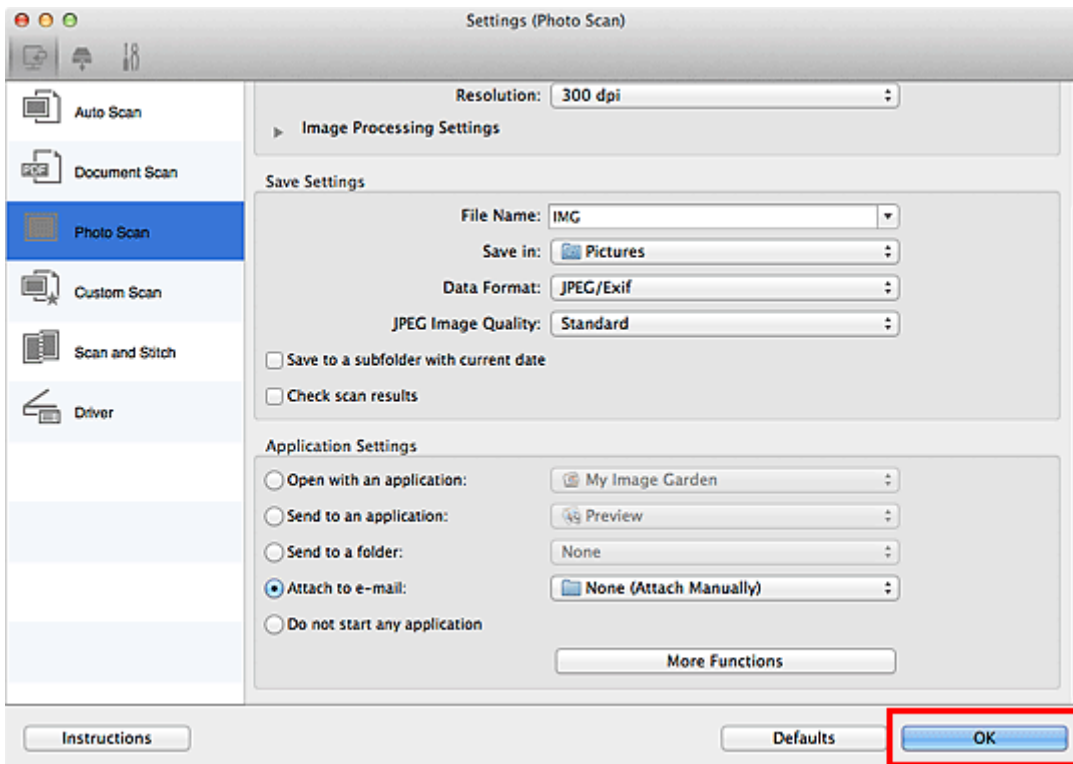 Settings (Photo Scan)
Auto Scan
Document Scan
Photo Scan
Custom Scan
Scan and Stitch
Driver
Resolution: 300 dpi
Image Processing Settings
Save Settings
File Name: IMG
Save in: Pictures
Data Format: JPEG/Exif
JPEG Image Quality: Standard
Save to a subfolder with current date
Check scan results
Application Settings
Open with an application: My Image Garden
Send to an application: Preview
Send to a folder: None
Attach to e-mail: None (Attach Manually)
Do not start any application
More Functions
Instructions Defaults OK